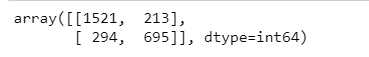 array([[1521, 213],
[ 294, 695]], dtype=int64)